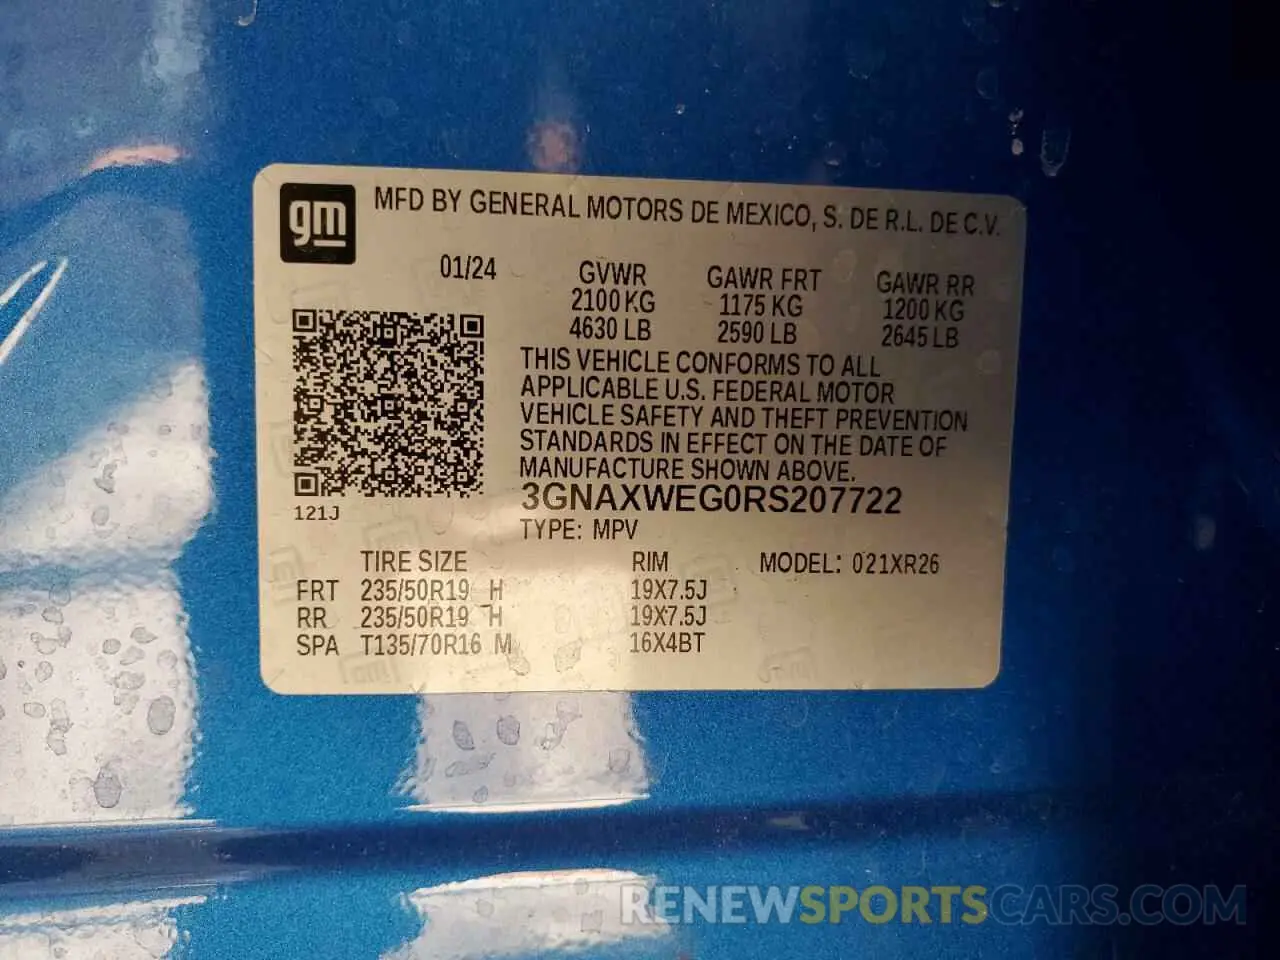 gm MFD BY GENERAL MOTORS DE MEXICO, S. DE R.L. DE C.V.
01/24 GVWR GAWR FRT GAWR RR
2100 KG 1175 KG 1200 KG
4630 LB 2590 LB 2645 LB
THIS VEHICLE CONFORMS TO ALL
APPLICABLE U.S. FEDERAL MOTOR
VEHICLE SAFETY AND THEFT PREVENTION
STANDARDS IN EFFECT ON THE DATE OF
MANUFACTURE SHOWN ABOVE.
3GNAXWEG0RS207722
121J TYPE: MPV
TIRE SIZE RIM MODEL: 021XR26
FRT 235/50R19 H 19X7.5J
RR 235/50R19 H 19X7.5J
SPA T135/70R16 M 16X4BT
RENEWSPORTSCARS.COM